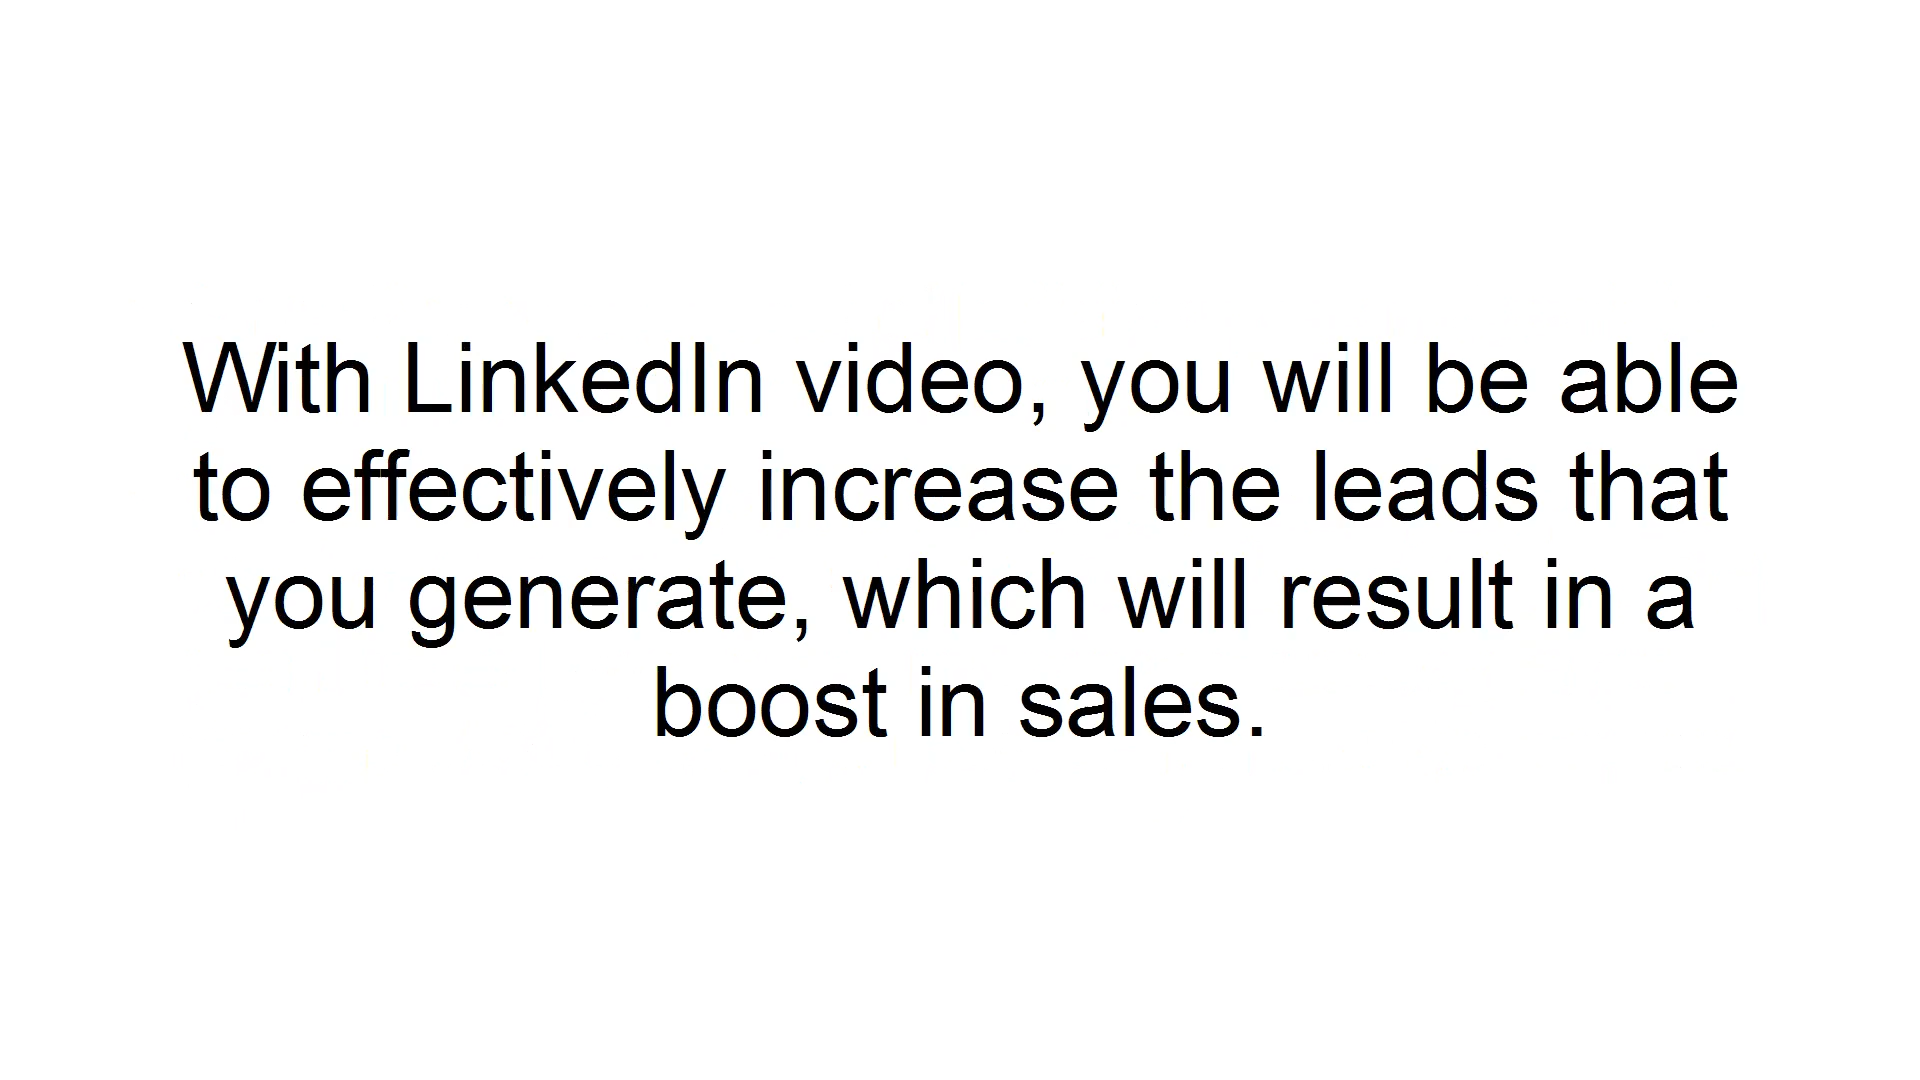 With LinkedIn video, you will be able
to effectively increase the leads that
you generate, which will result in a
boost in sales.